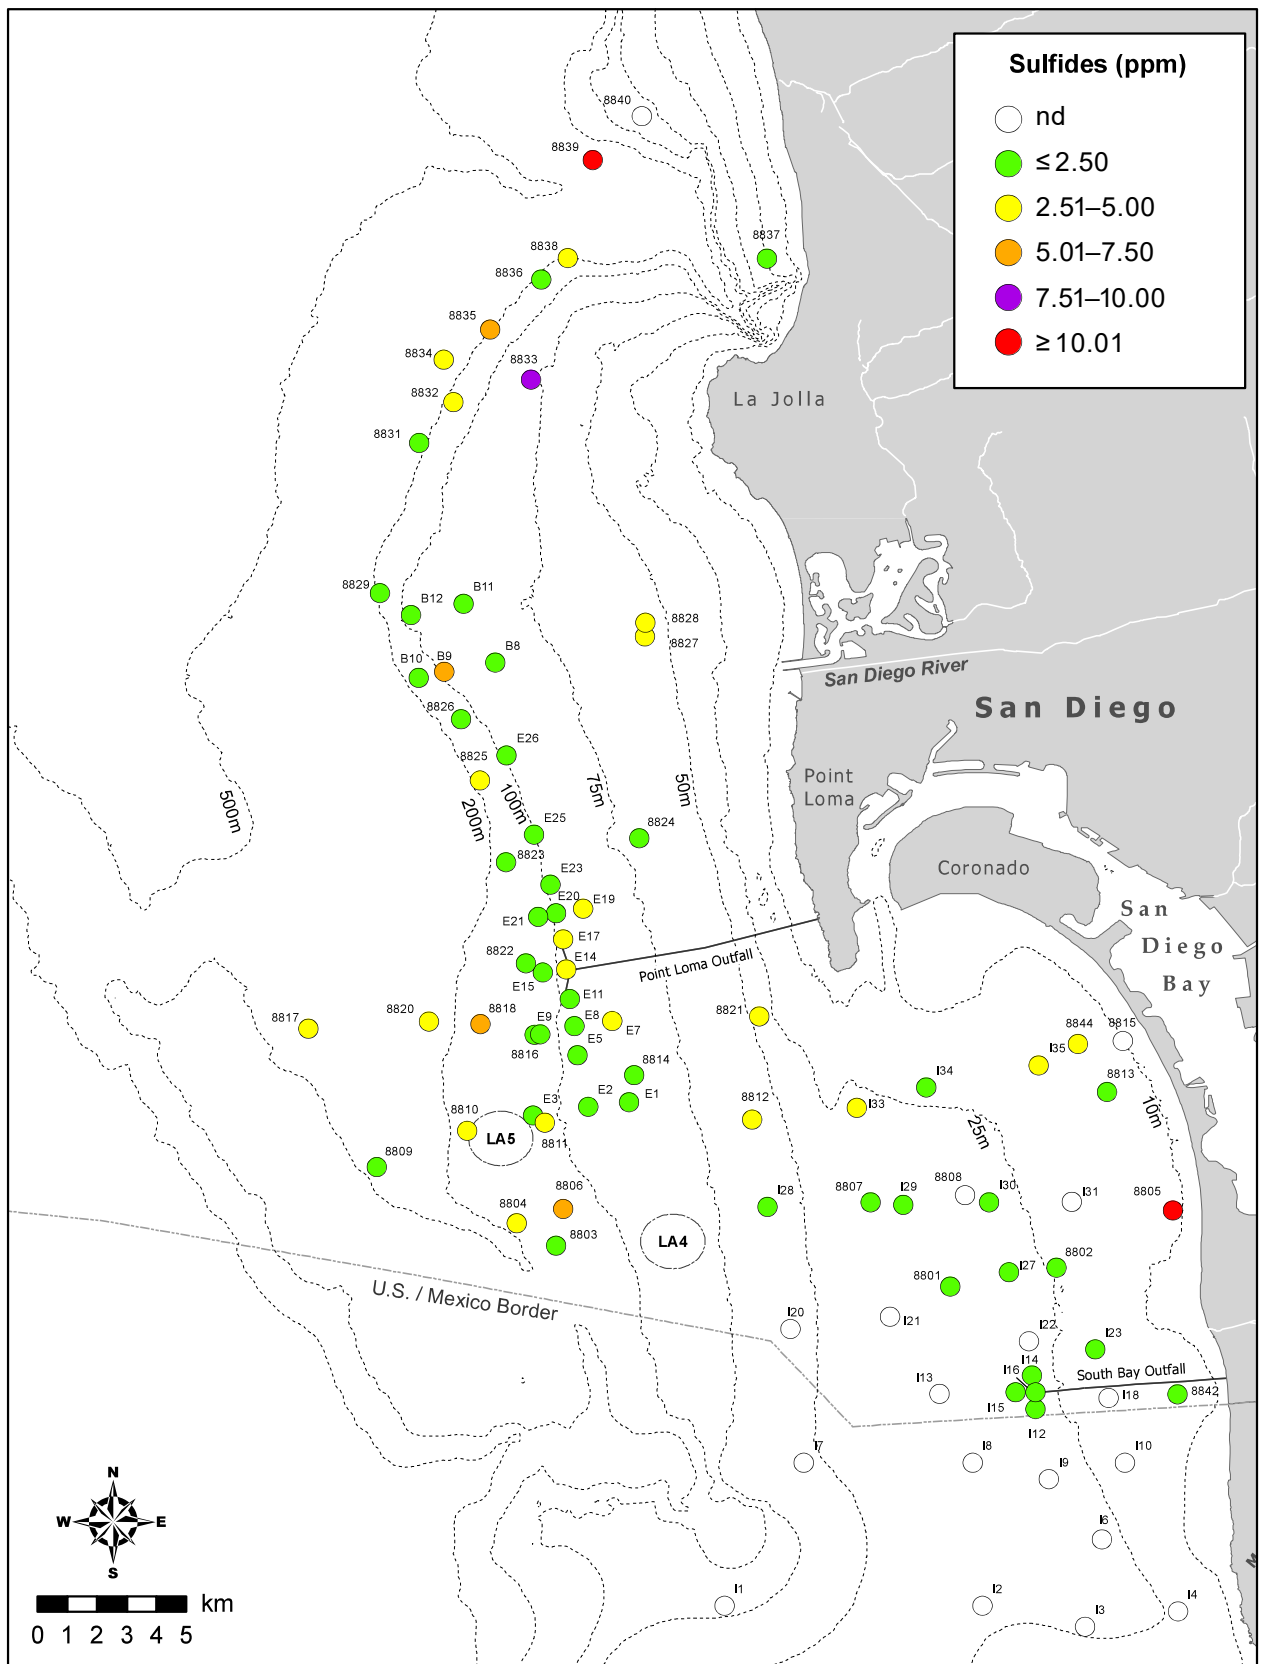 Sulfides (ppm)
nd
≤ 2.50
2.51–5.00
5.01–7.50
7.51–10.00
≥ 10.01
8840
8839
8837
8838
8836
8835
8834
8833
8832
8831
La Jolla
8829
B12
B11
8828
8827
B10
B9
B8
San Diego River
San Diego
8826
E26
8825
Point
Loma
500m
200m
100m
75m
50m
E25
8824
8823
Coronado
E23
E20
E19
E21
San
Diego
Bay
E17
8822
E14
Point Loma Outfall
E15
E11
8817
8820
8818
E9
E8
E7
8821
8816
E5
8844
8815
I35
8814
I34
8813
E3
E2
E1
8812
I33
25m
10m
8810
LA5
8811
8809
8806
I28
8807
I29
8808
I30
I31
8805
8804
8803
LA4
8802
I27
8801
U.S. / Mexico Border
I20
I21
I22
I23
I14
I16
South Bay Outfall
I13
I15
I18
8842
I12
I7
I8
I9
I10
I6
N
W
E
S
I1
I2
I3
I4
km
0 1 2 3 4 5